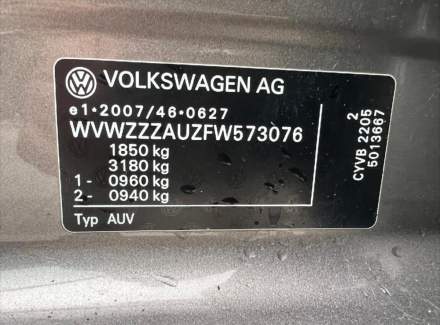 VOLKSWAGEN AG
e1*2007/46*0627
WVWZZZAUZFW573076
1850 kg
3180 kg
1- 0960 kg
2- 0940 kg
Typ AUV
2
CYVB 2205
5013667